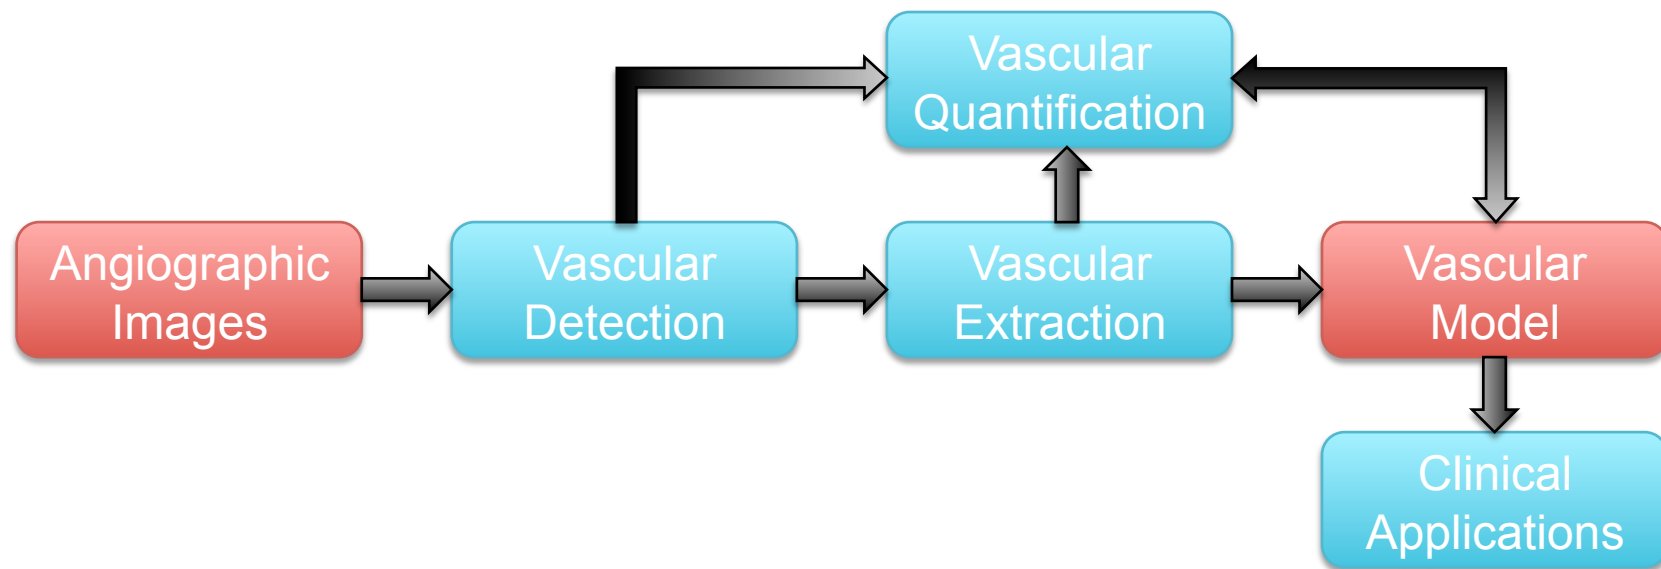 Vascular
Quantification
Angiographic
Images
Vascular
Detection
Vascular
Extraction
Vascular
Model
Clinical
Applications